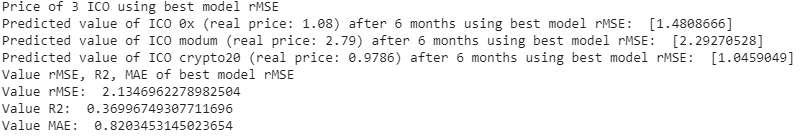 Price of 3 ICO using best model rMSE
Predicted value of ICO 0x (real price: 1.08) after 6 months using best model rMSE:  [1.4808666]
Predicted value of ICO modum (real price: 2.79) after 6 months using best model rMSE:  [2.29270528]
Predicted value of ICO crypto20 (real price: 0.9786) after 6 months using best model rMSE:  [1.0459049]
Value rMSE, R2, MAE of best model rMSE
Value rMSE:  2.1346962278982504
Value R2:  0.36996749307711696
Value MAE:  0.8203453145023654